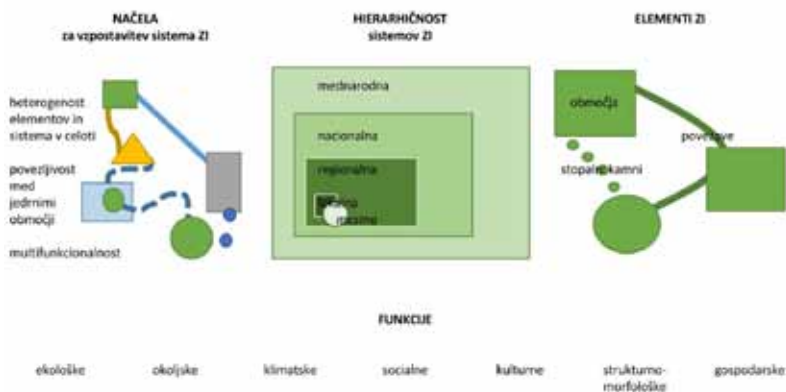 NAČELA
za vzpostavitev sistema ZI
heterogenost
elementov in
sistema v celoti
povezljivost
med
jedrnimi
območji
multifunkcionalnost
HIERARHIČNOST
sistemov ZI
mednarodna
nacionalna
regionalna
ELEMENTI ZI
območja
povezave
stopalni kamni
FUNKCIJE
ekološke
okoljske
klimatske
socialne
kulturne
strukturno-
morfološke
gospodarske